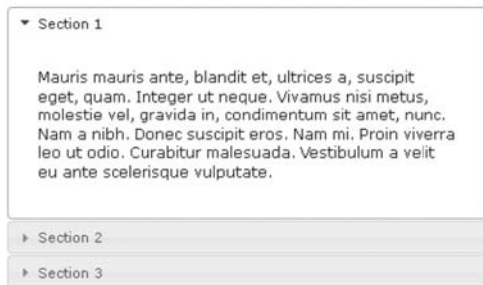 Section 1
Mauris mauris ante, blandit et, ultrices a, suscipit
eget, quam. Integer ut neque. Vivamus nisi metus,
molestie vel, gravida in, condimentum sit amet, nunc.
Nam a nibh. Donec suscipit eros. Nam mi. Proin viverra
leo ut odio. Curabitur malesuada. Vestibulum a velit
eu ante scelerisque vulputate.
Section 2
Section 3